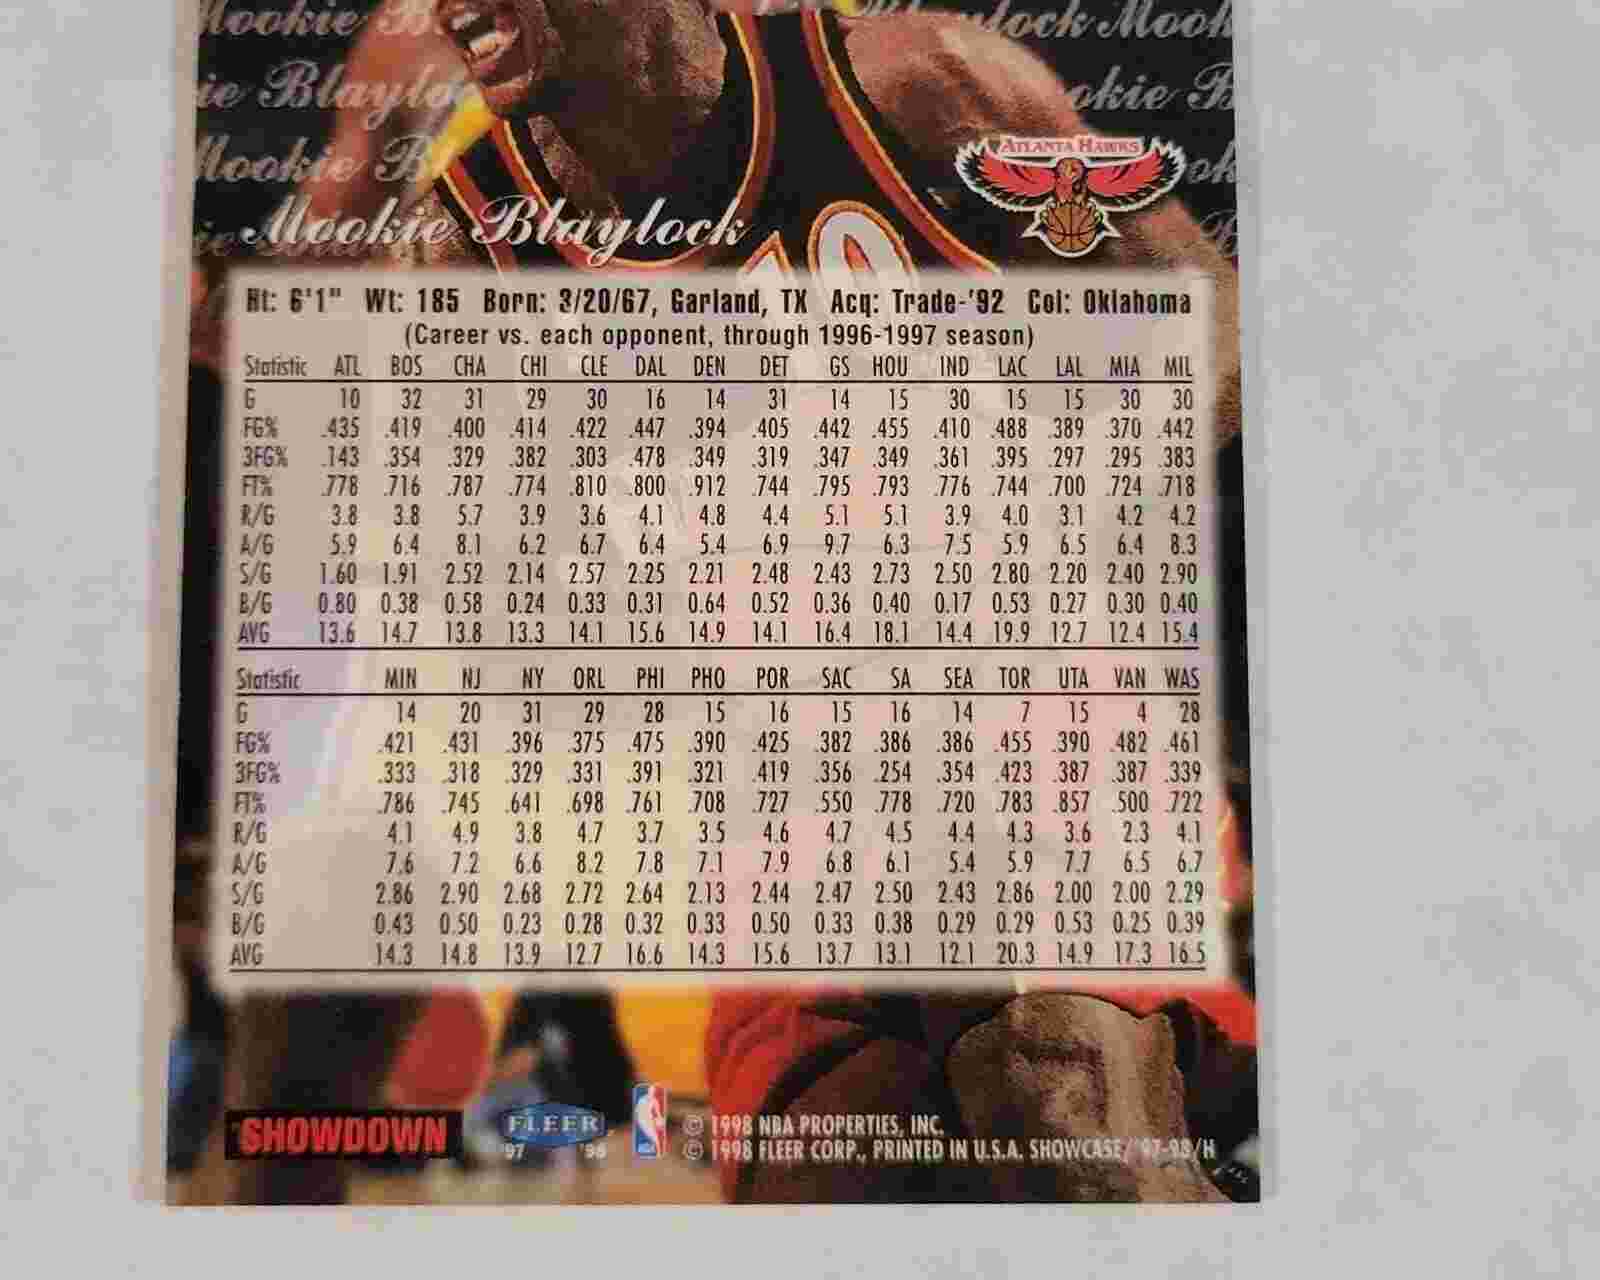 Mookie Bl   Blaylock Mook
ie Blaylo   okie B
Mookie B   ATLANTA HAWKS   ok
ie   Mookie Blaylock
10
Ht: 6'1" Wt: 185 Born: 3/20/67, Garland, TX Acq: Trade-'92 Col: Oklahoma
(Career vs. each opponent, through 1996-1997 season)
Statistic ATL BOS CHA CHI CLE DAL DEN DET GS HOU IND LAC LAL MIA MIL
G 10 32 31 29 30 16 14 31 14 15 30 15 15 30 30
FG% .435 .419 .400 .414 .422 .447 .394 .405 .442 .455 .410 .488 .389 .370 .442
3FG% .143 .354 .329 .382 .303 .478 .349 .319 .347 .349 .361 .395 .297 .295 .383
FT% .778 .716 .787 .774 .810 .800 .912 .744 .795 .793 .776 .744 .700 .724 .718
R/G 3.8 3.8 5.7 3.9 3.6 4.1 4.8 4.4 5.1 5.1 3.9 4.0 3.1 4.2 4.2
A/G 5.9 6.4 8.1 6.2 6.7 6.4 5.4 6.9 9.7 6.3 7.5 5.9 6.5 6.4 8.3
S/G 1.60 1.91 2.52 2.14 2.57 2.25 2.21 2.48 2.43 2.73 2.50 2.80 2.20 2.40 2.90
B/G 0.80 0.38 0.58 0.24 0.33 0.31 0.64 0.52 0.36 0.40 0.17 0.53 0.27 0.30 0.40
AVG 13.6 14.7 13.8 13.3 14.1 15.6 14.9 14.1 16.4 18.1 14.4 19.9 12.7 12.4 15.4
Statistic MIN NJ NY ORL PHI PHO POR SAC SA SEA TOR UTA VAN WAS
G 14 20 31 29 28 15 16 15 16 14 7 15 4 28
FG% .421 .431 .396 .375 .475 .390 .425 .382 .386 .386 .455 .390 .482 .461
3FG% .333 .318 .329 .331 .391 .321 .419 .356 .254 .354 .423 .387 .387 .339
FT% .786 .745 .641 .698 .761 .708 .727 .550 .778 .720 .783 .857 .500 .722
R/G 4.1 4.9 3.8 4.7 3.7 3.5 4.6 4.7 4.5 4.4 4.3 3.6 2.3 4.1
A/G 7.6 7.2 6.6 8.2 7.8 7.1 7.9 6.8 6.1 5.4 5.9 7.7 6.5 6.7
S/G 2.86 2.90 2.68 2.72 2.64 2.13 2.44 2.47 2.50 2.43 2.86 2.00 2.00 2.29
B/G 0.43 0.50 0.23 0.28 0.32 0.33 0.50 0.33 0.38 0.29 0.29 0.53 0.25 0.39
AVG 14.3 14.8 13.9 12.7 16.6 14.3 15.6 13.7 13.1 12.1 20.3 14.9 17.3 16.5
SHOWDOWN
FLEER
'97 '98
© 1998 NBA PROPERTIES, INC.
© 1998 FLEER CORP., PRINTED IN U.S.A. SHOWCASE/'97-98/H